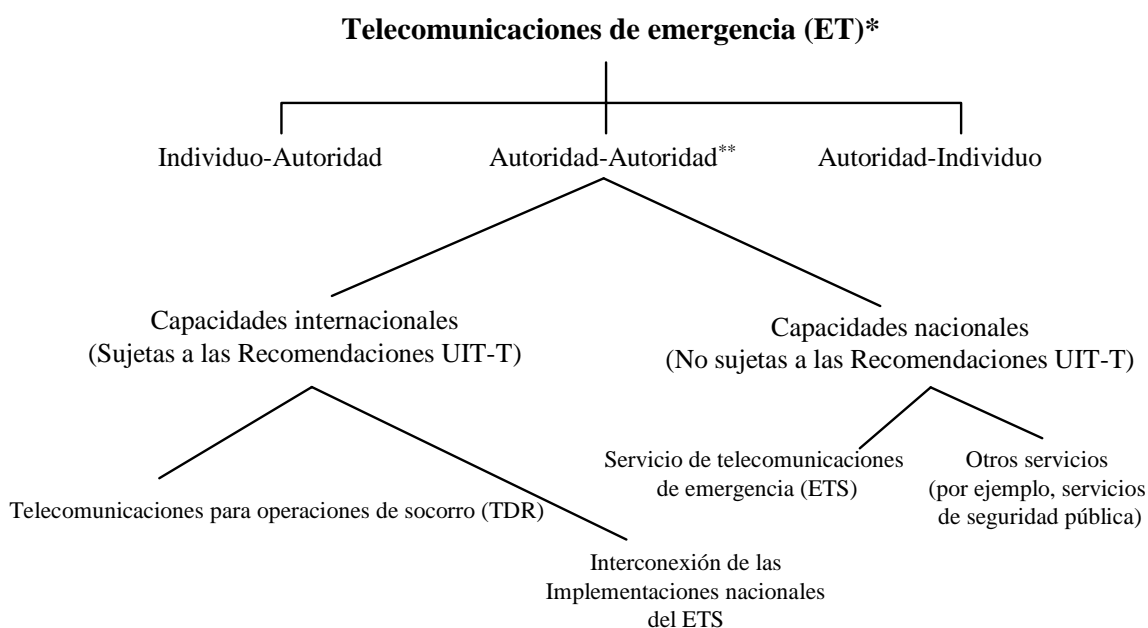 Telecomunicaciones de emergencia (ET)*
Individuo-Autoridad
Autoridad-Autoridad**
Autoridad-Individuo
Capacidades internacionales
(Sujetas a las Recomendaciones UIT-T)
Capacidades nacionales
(No sujetas a las Recomendaciones UIT-T)
Telecomunicaciones para operaciones de socorro (TDR)
Interconexión de las
Implementaciones nacionales
del ETS
Servicio de telecomunicaciones
de emergencia (ETS)
Otros servicios
(por ejemplo, servicios
de seguridad pública)